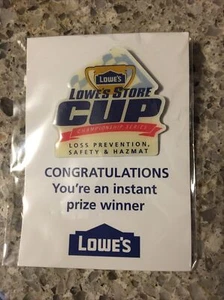 LOWE'S
LOWE'S STORE
CUP
CHAMPIONSHIP SERIES
LOSS PREVENTION,
SAFETY & HAZMAT
CONGRATULATIONS
You're an instant
prize winner
LOWE'S